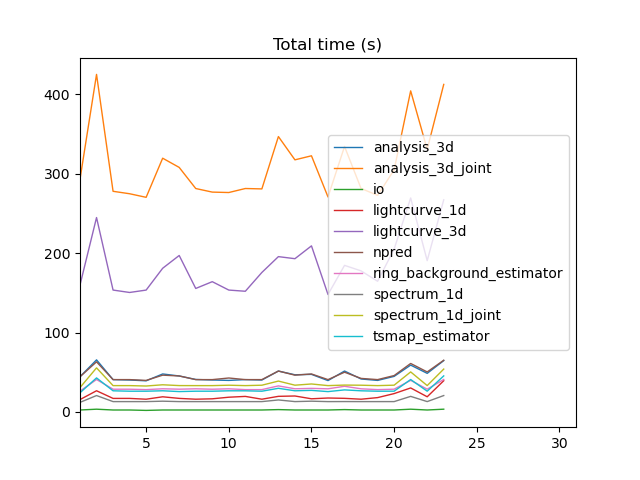 Total time (s)
400
300
200
100
0
analysis_3d
analysis_3d_joint
io
lightcurve_1d
lightcurve_3d
npred
ring_background_estimator
spectrum_1d
spectrum_1d_joint
tsmap_estimator
5 10 15 20 25 30